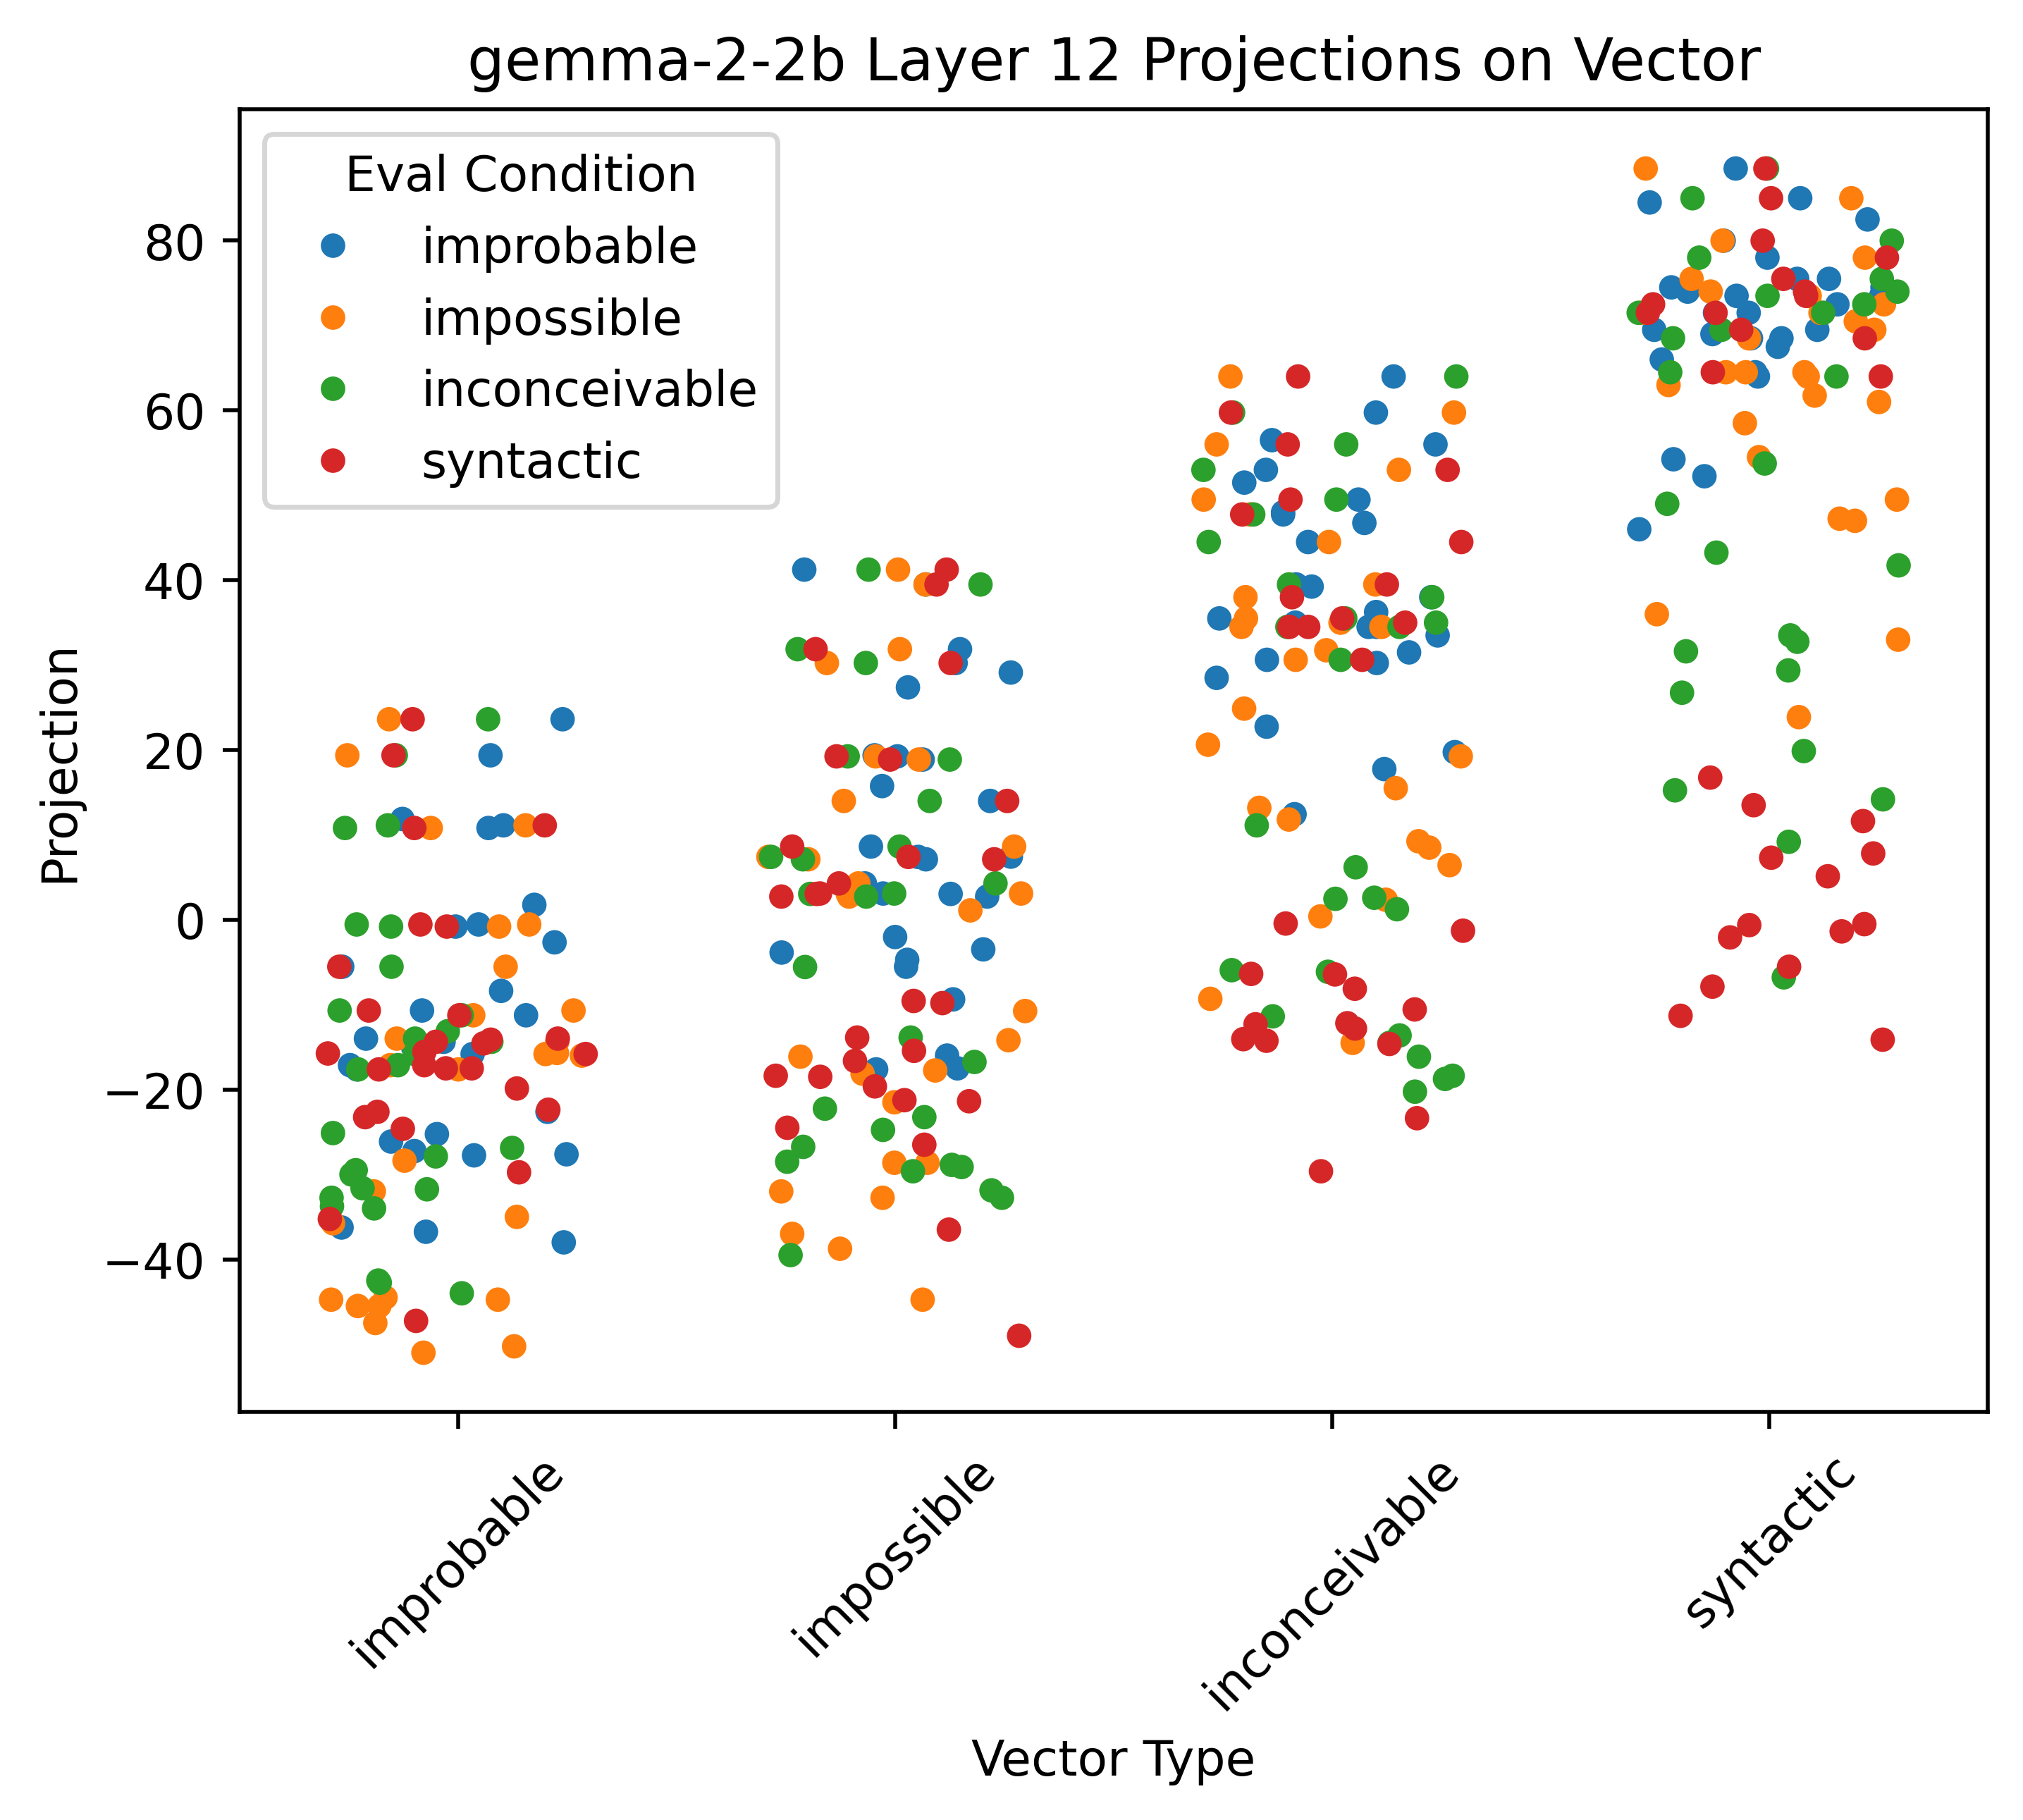 gemma-2-2b Layer 12 Projections on Vector
Eval Condition
improbable
impossible
inconceivable
syntactic
Projection
80
60
40
20
0
−20
−40
improbable
impossible
inconceivable
syntactic
Vector Type